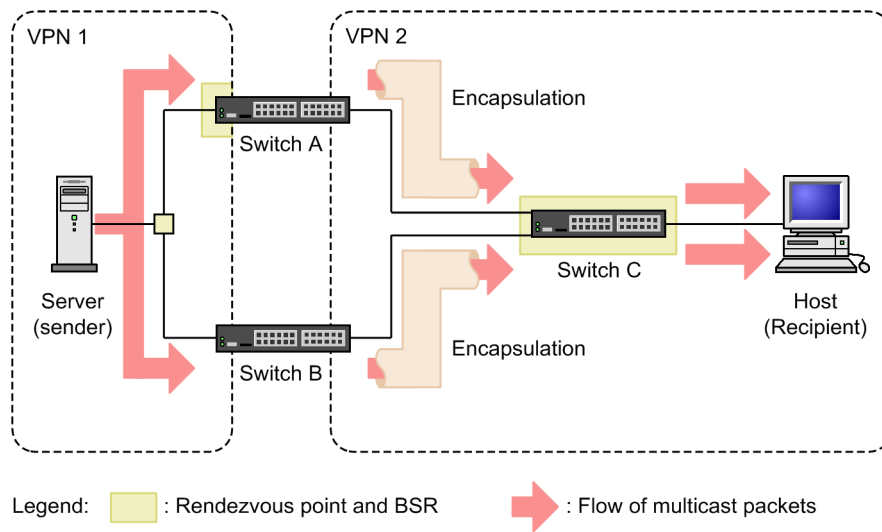 VPN 1
VPN 2
Encapsulation
Switch A
Switch C
Server
(sender)
Host
(Recipient)
Encapsulation
Switch B
Legend: : Rendezvous point and BSR : Flow of multicast packets